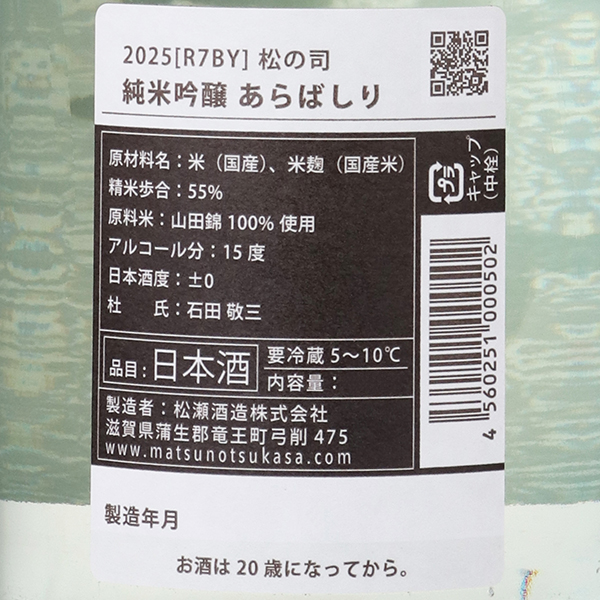 2025[R7BY] 松の司
純米吟醸 あらばしり
原材料名：米（国産）、米麹（国産米）
精米歩合：55%
原料米：山田錦 100% 使用
アルコール分：15 度
日本酒度：±0
杜　　氏：石田 敬三
プラ
キャップ
（中栓）
品目：日本酒
要冷蔵 5～10℃
内容量：
製造者：松瀬酒造株式会社
滋賀県蒲生郡竜王町弓削 475
www.matsunotsukasa.com
4 560251 000502
製造年月
お酒は 20 歳になってから。